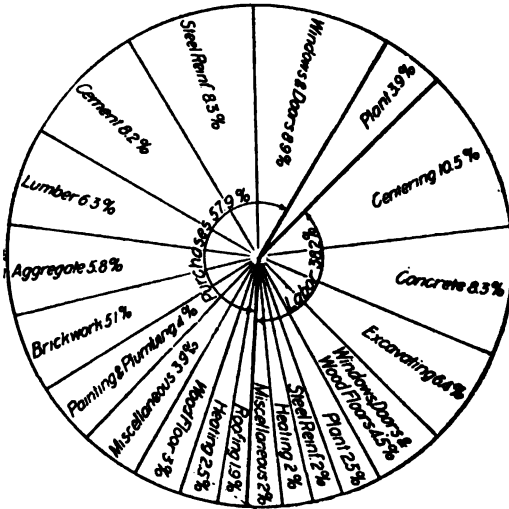 Windows & Doors 8.9%
Plant 3.9%
Centering 10.5%
Concrete 8.3%
Excavating 6.4%
Windows, Doors &
Wood Floors 4.5%
Plant 2.5%
Steel Reinf. 2%
Heating 2%
Miscellaneous 2%
Roofing 1.9%
Heating 2.5%
Wood Floor 3%
Miscellaneous 3.9%
Painting & Plumbing 4%
Brickwork 5.1%
Aggregate 5.8%
Lumber 6.3%
Cement 8.2%
Steel Reinf. 8.3%
Purchases 57.9%
Labor 38.2%